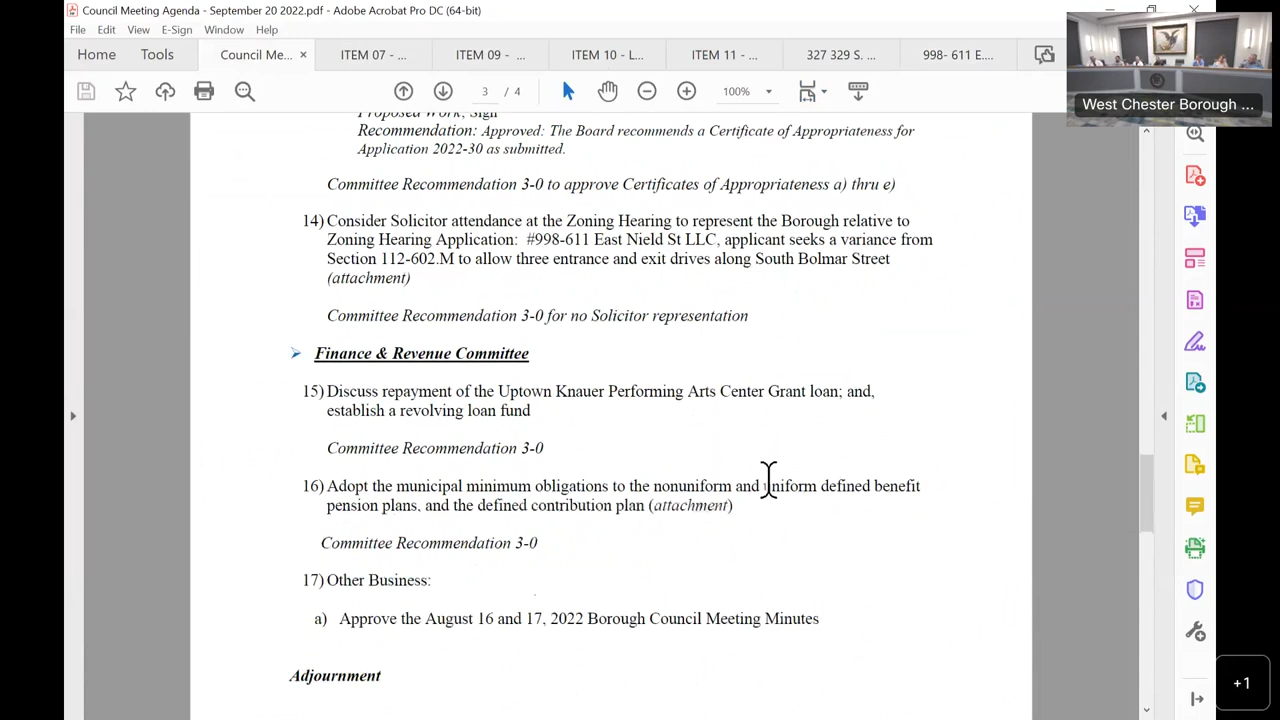 Council Meeting Agenda - September 20 2022.pdf - Adobe Acrobat Pro DC (64-bit)
File Edit View E-Sign Window Help
Home Tools Council Me... × ITEM 07 - ... ITEM 09 - ... ITEM 10 - L... ITEM 11 - ... 327 329 S. ... 998- 611 E....
3 / 4 100%
West Chester Borough ...
Proposed Work; Sign
Recommendation: Approved: The Board recommends a Certificate of Appropriateness for
Application 2022-30 as submitted.
Committee Recommendation 3-0 to approve Certificates of Appropriateness a) thru e)
14) Consider Solicitor attendance at the Zoning Hearing to represent the Borough relative to
Zoning Hearing Application: #998-611 East Nield St LLC, applicant seeks a variance from
Section 112-602.M to allow three entrance and exit drives along South Bolmar Street
(attachment)
Committee Recommendation 3-0 for no Solicitor representation
➢ Finance & Revenue Committee
15) Discuss repayment of the Uptown Knauer Performing Arts Center Grant loan; and,
establish a revolving loan fund
Committee Recommendation 3-0
16) Adopt the municipal minimum obligations to the nonuniform and uniform defined benefit
pension plans, and the defined contribution plan (attachment)
Committee Recommendation 3-0
17) Other Business:
a) Approve the August 16 and 17, 2022 Borough Council Meeting Minutes
Adjournment
+1